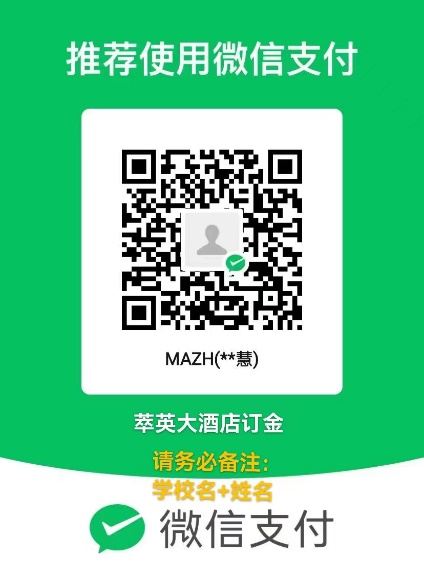 推荐使用微信支付
MAZH(**慧)
萃英大酒店订金
请务必备注:
学校名+姓名
微信支付